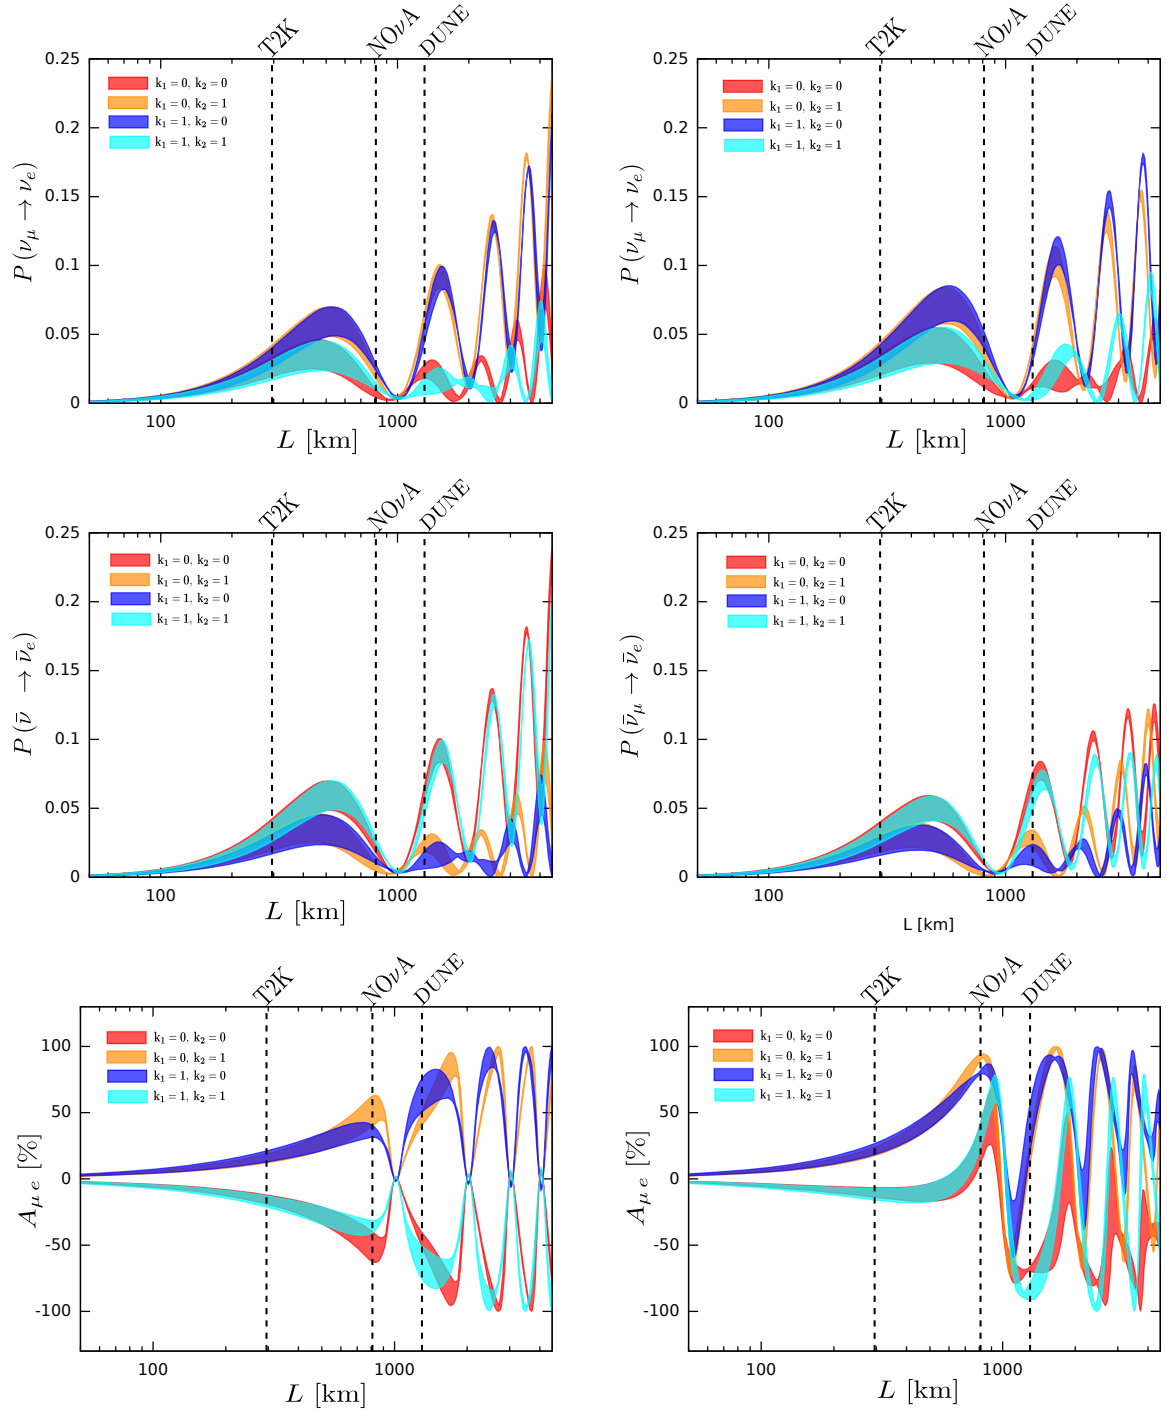 T2K NOνA DUNE
0.25
0.2
0.15
0.1
0.05
0
P (νμ → νe)
k₁=0, k₂=0
k₁=0, k₂=1
k₁=1, k₂=0
k₁=1, k₂=1
100 1000
L [km]
T2K NOνA DUNE
0.25
0.2
0.15
0.1
0.05
0
P (νμ → νe)
k₁=0, k₂=0
k₁=0, k₂=1
k₁=1, k₂=0
k₁=1, k₂=1
100 1000
L [km]
T2K NOνA DUNE
0.25
0.2
0.15
0.1
0.05
0
P (ν̄ → ν̄e)
k₁=0, k₂=0
k₁=0, k₂=1
k₁=1, k₂=0
k₁=1, k₂=1
100 1000
L [km]
T2K NOνA DUNE
0.25
0.2
0.15
0.1
0.05
0
P (ν̄μ → ν̄e)
k₁=0, k₂=0
k₁=0, k₂=1
k₁=1, k₂=0
k₁=1, k₂=1
100 1000
L [km]
T2K NOνA DUNE
100
50
0
-50
-100
Aμe [%]
k₁=0, k₂=0
k₁=0, k₂=1
k₁=1, k₂=0
k₁=1, k₂=1
100 1000
L [km]
T2K NOνA DUNE
100
50
0
-50
-100
Aμe [%]
k₁=0, k₂=0
k₁=0, k₂=1
k₁=1, k₂=0
k₁=1, k₂=1
100 1000
L [km]